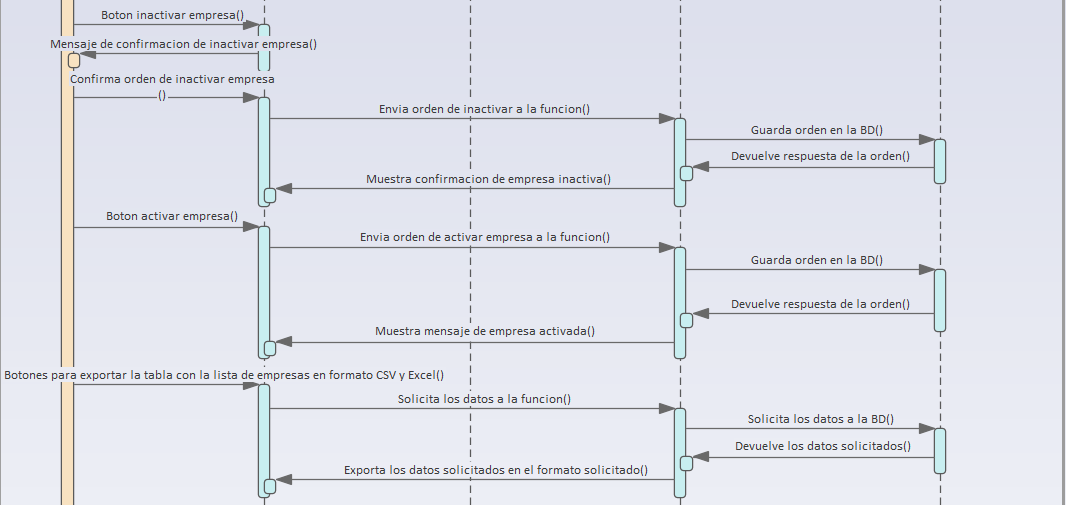 Boton inactivar empresa()
Mensaje de confirmacion de inactivar empresa()
Confirma orden de inactivar empresa
()
Envia orden de inactivar a la funcion()
Guarda orden en la BD()
Devuelve respuesta de la orden()
Muestra confirmacion de empresa inactiva()
Boton activar empresa()
Envia orden de activar empresa a la funcion()
Guarda orden en la BD()
Devuelve respuesta de la orden()
Muestra mensaje de empresa activada()
Botones para exportar la tabla con la lista de empresas en formato CSV y Excel()
Solicita los datos a la funcion()
Solicita los datos a la BD()
Devuelve los datos solicitados()
Exporta los datos solicitados en el formato solicitado()